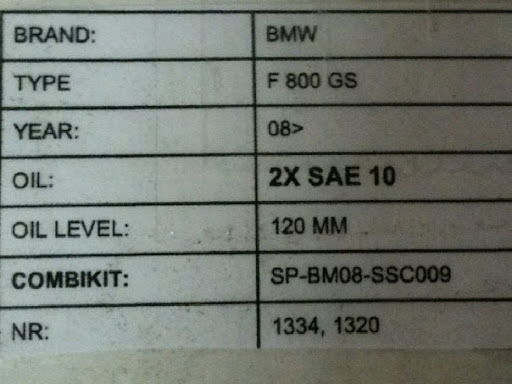 BRAND: BMW
TYPE F 800 GS
YEAR: 08>
OIL: 2X SAE 10
OIL LEVEL: 120 MM
COMBIKIT: SP-BM08-SSC009
NR: 1334, 1320